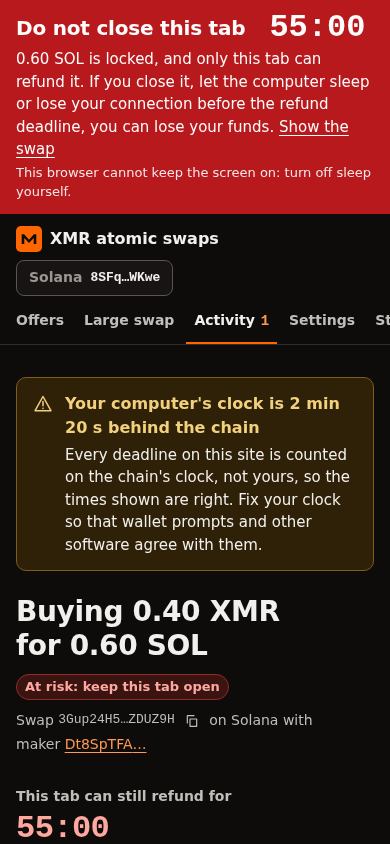 Do not close this tab 55:00
0.60 SOL is locked, and only this tab can
refund it. If you close it, let the computer sleep
or lose your connection before the refund
deadline, you can lose your funds. Show the
swap
This browser cannot keep the screen on: turn off sleep
yourself.
XMR atomic swaps
Solana 8SFq…WKwe
Offers Large swap Activity 1 Settings St
Your computer's clock is 2 min
20 s behind the chain
Every deadline on this site is counted
on the chain's clock, not yours, so the
times shown are right. Fix your clock
so that wallet prompts and other
software agree with them.
Buying 0.40 XMR
for 0.60 SOL
At risk: keep this tab open
Swap 3Gup24H5…ZDUZ9H on Solana with
maker Dt8SpTFA…
This tab can still refund for
55:00